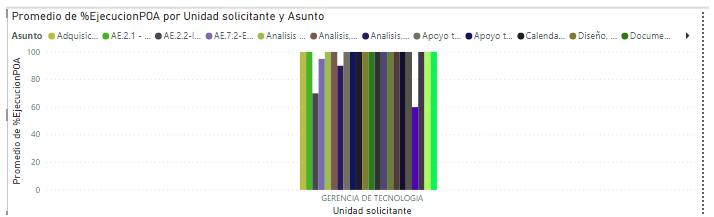 Promedio de %EjecucionPOA por Unidad solicitante y Asunto
Asunto Adquisic... AE.2.1 - ... AE.2.2-I... AE.7.2-E... Analisis ... Analisis,... Analisis,... Apoyo t... Apoyo t... Calenda... Diseño, ... Docume...
100
80
60
40
20
0
Promedio de %EjecucionPOA
GERENCIA DE TECNOLOGIA
Unidad solicitante